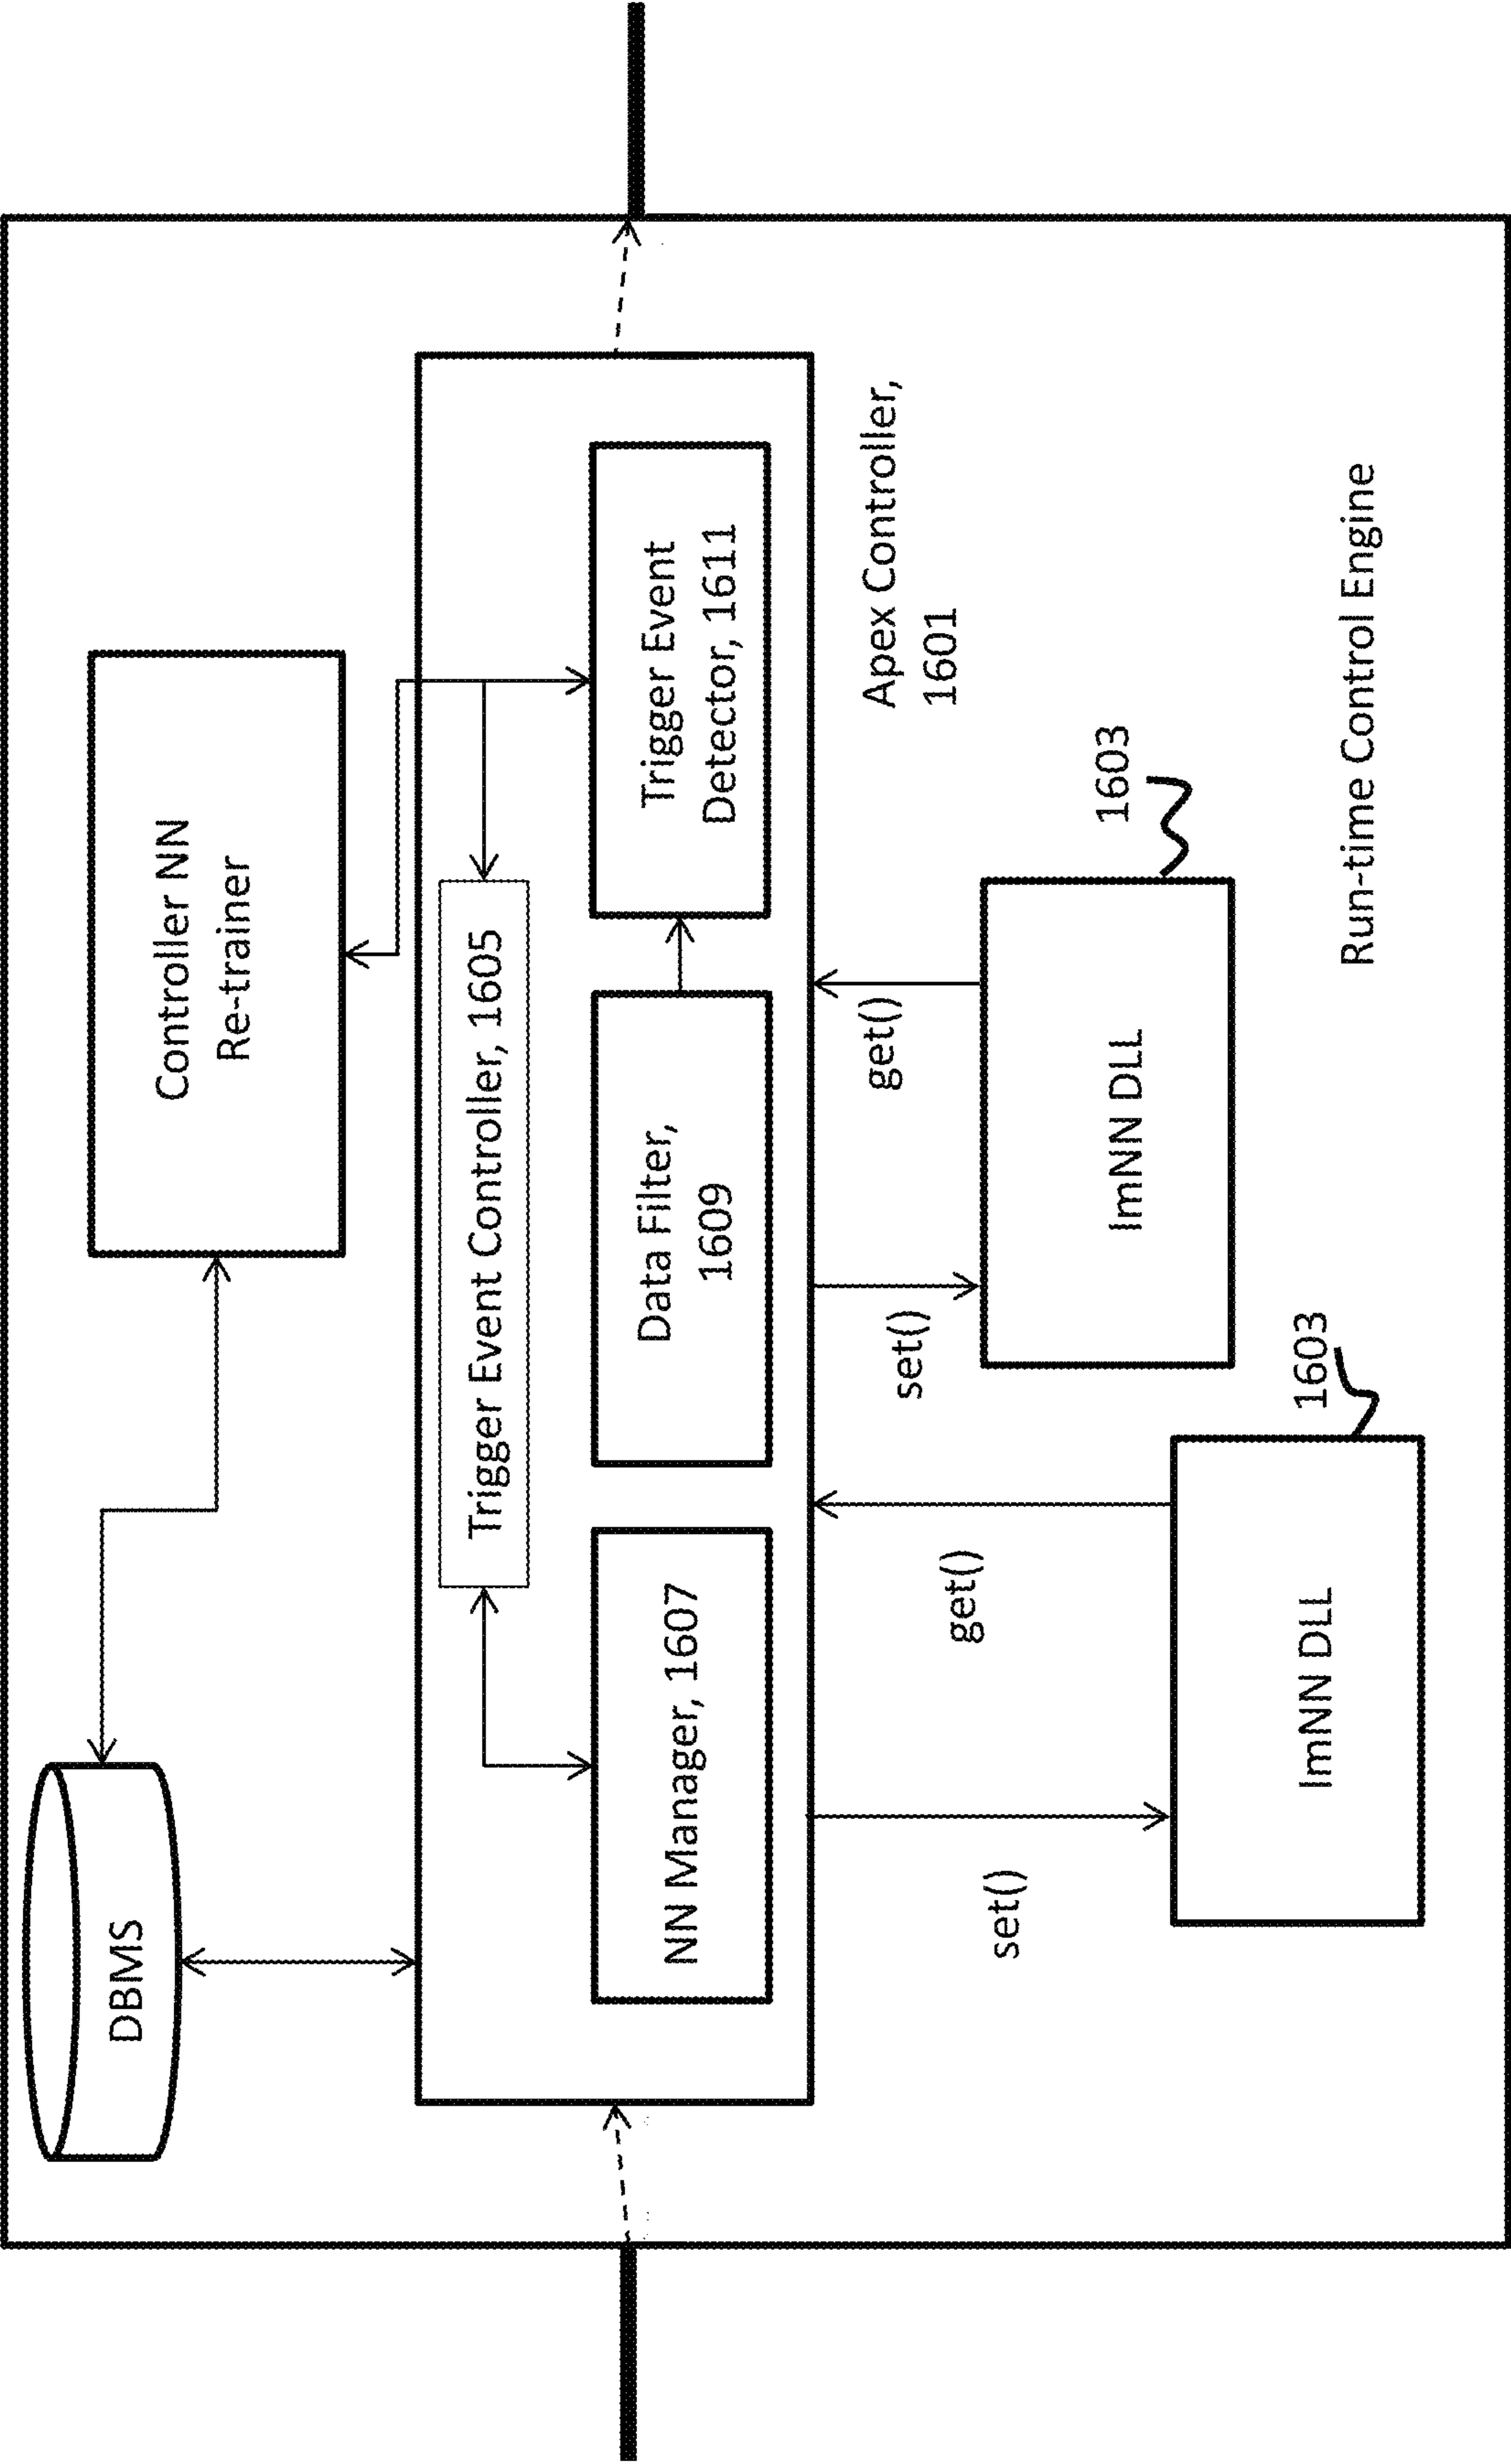 DBMS
Controller NN
Re-trainer
Trigger Event Controller, 1605
NN Manager, 1607
Data Filter,
1609
Trigger Event
Detector, 1611
Apex Controller,
1601
set()
get()
set()
get()
1603
ImNN DLL
1603
ImNN DLL
Run-time Control Engine